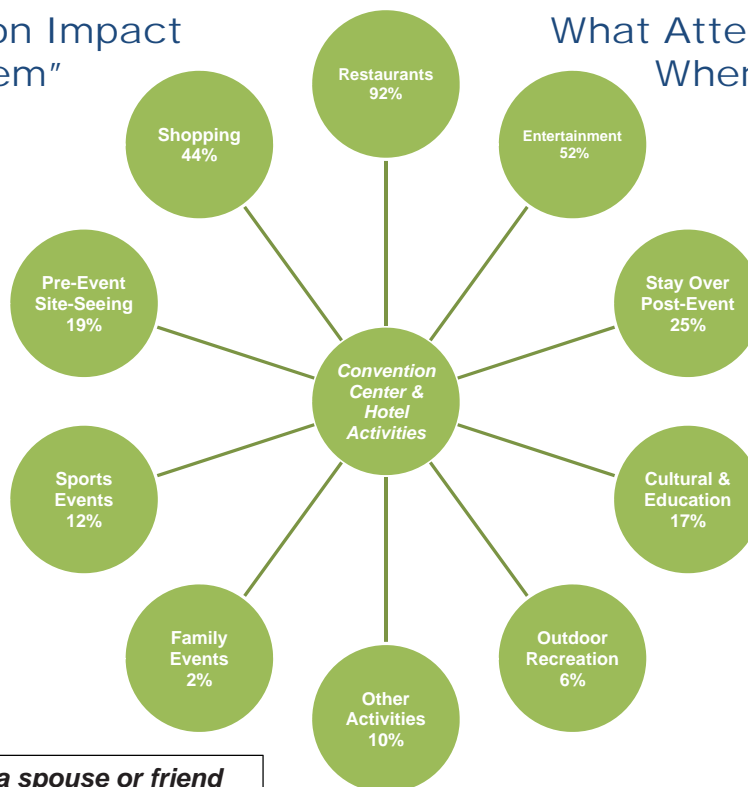 on Impact
em”
What Atte
When
Restaurants
92%
Entertainment
52%
Stay Over
Post-Event
25%
Cultural &
Education
17%
Outdoor
Recreation
6%
Other
Activities
10%
Family
Events
2%
Sports
Events
12%
Pre-Event
Site-Seeing
19%
Shopping
44%
Convention
Center &
Hotel
Activities
a spouse or friend